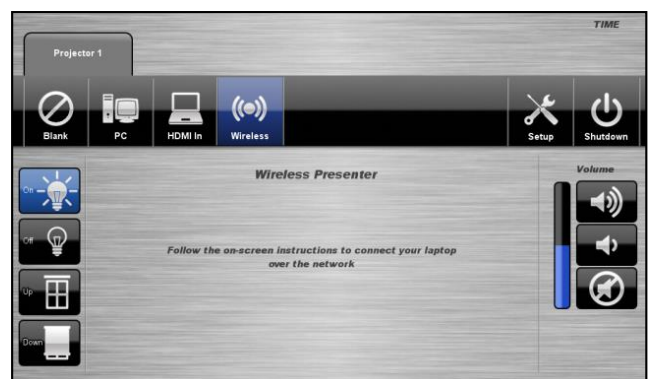 TIME
Projector 1
Blank
PC
HDMI In
Wireless
Setup
Shutdown
Wireless Presenter
Volume
On
Off
Follow the on-screen instructions to connect your laptop
over the network
Up
Down